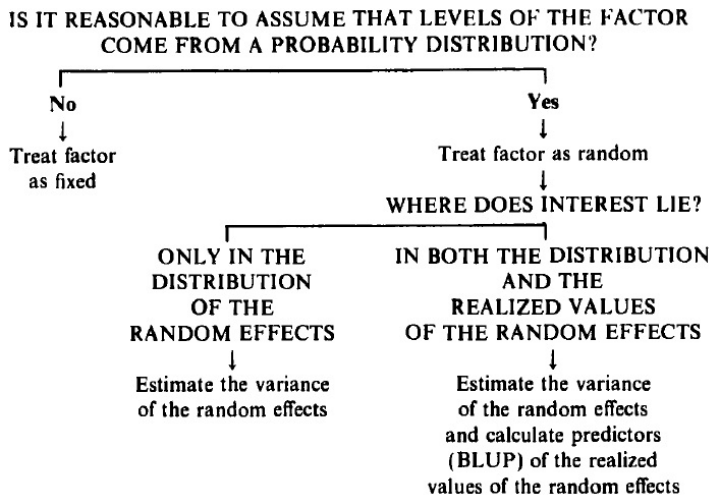 IS IT REASONABLE TO ASSUME THAT LEVELS OF THE FACTOR
COME FROM A PROBABILITY DISTRIBUTION?
No
Yes
Treat factor
as fixed
Treat factor as random
WHERE DOES INTEREST LIE?
ONLY IN THE
DISTRIBUTION
OF THE
RANDOM EFFECTS
IN BOTH THE DISTRIBUTION
AND THE
REALIZED VALUES
OF THE RANDOM EFFECTS
Estimate the variance
of the random effects
Estimate the variance
of the random effects
and calculate predictors
(BLUP) of the realized
values of the random effects